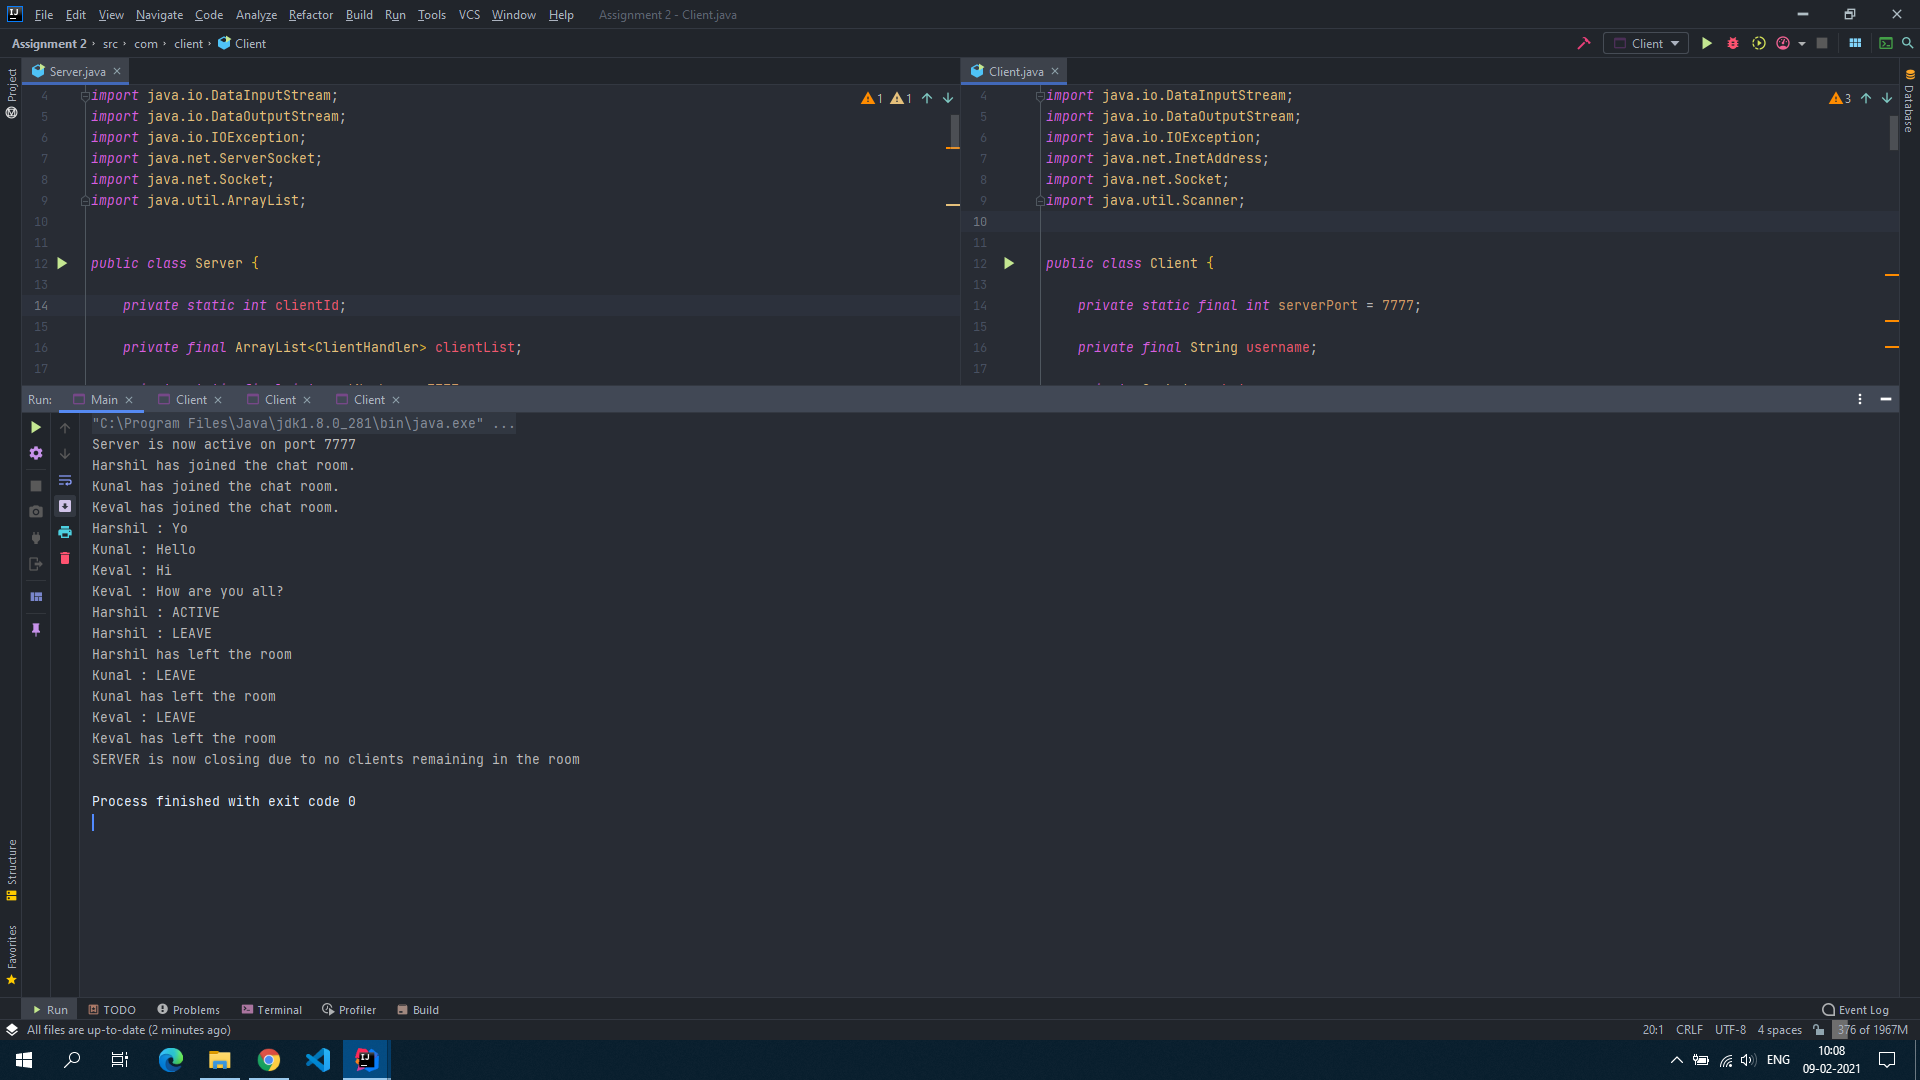 File Edit View Navigate Code Analyze Refactor Build Run Tools VCS Window Help Assignment 2 - Client.java
Assignment 2 › src › com › client › Client
Client
Project
Server.java
4 import java.io.DataInputStream;
5 import java.io.DataOutputStream;
6 import java.io.IOException;
7 import java.net.ServerSocket;
8 import java.net.Socket;
9 import java.util.ArrayList;
10
11
12 public class Server {
13
14 private static int clientId;
15
16 private final ArrayList<ClientHandler> clientList;
17
1 1
Client.java
4 import java.io.DataInputStream;
5 import java.io.DataOutputStream;
6 import java.io.IOException;
7 import java.net.InetAddress;
8 import java.net.Socket;
9 import java.util.Scanner;
10
11
12 public class Client {
13
14 private static final int serverPort = 7777;
15
16 private final String username;
17
3
Database
Run: Main Client Client Client
"C:\Program Files\Java\jdk1.8.0_281\bin\java.exe" ...
Server is now active on port 7777
Harshil has joined the chat room.
Kunal has joined the chat room.
Keval has joined the chat room.
Harshil : Yo
Kunal : Hello
Keval : Hi
Keval : How are you all?
Harshil : ACTIVE
Harshil : LEAVE
Harshil has left the room
Kunal : LEAVE
Kunal has left the room
Keval : LEAVE
Keval has left the room
SERVER is now closing due to no clients remaining in the room
Process finished with exit code 0
Structure
Favorites
Run TODO Problems Terminal Profiler Build Event Log
All files are up-to-date (2 minutes ago) 20:1 CRLF UTF-8 4 spaces 376 of 1967M
ENG 10:08
09-02-2021